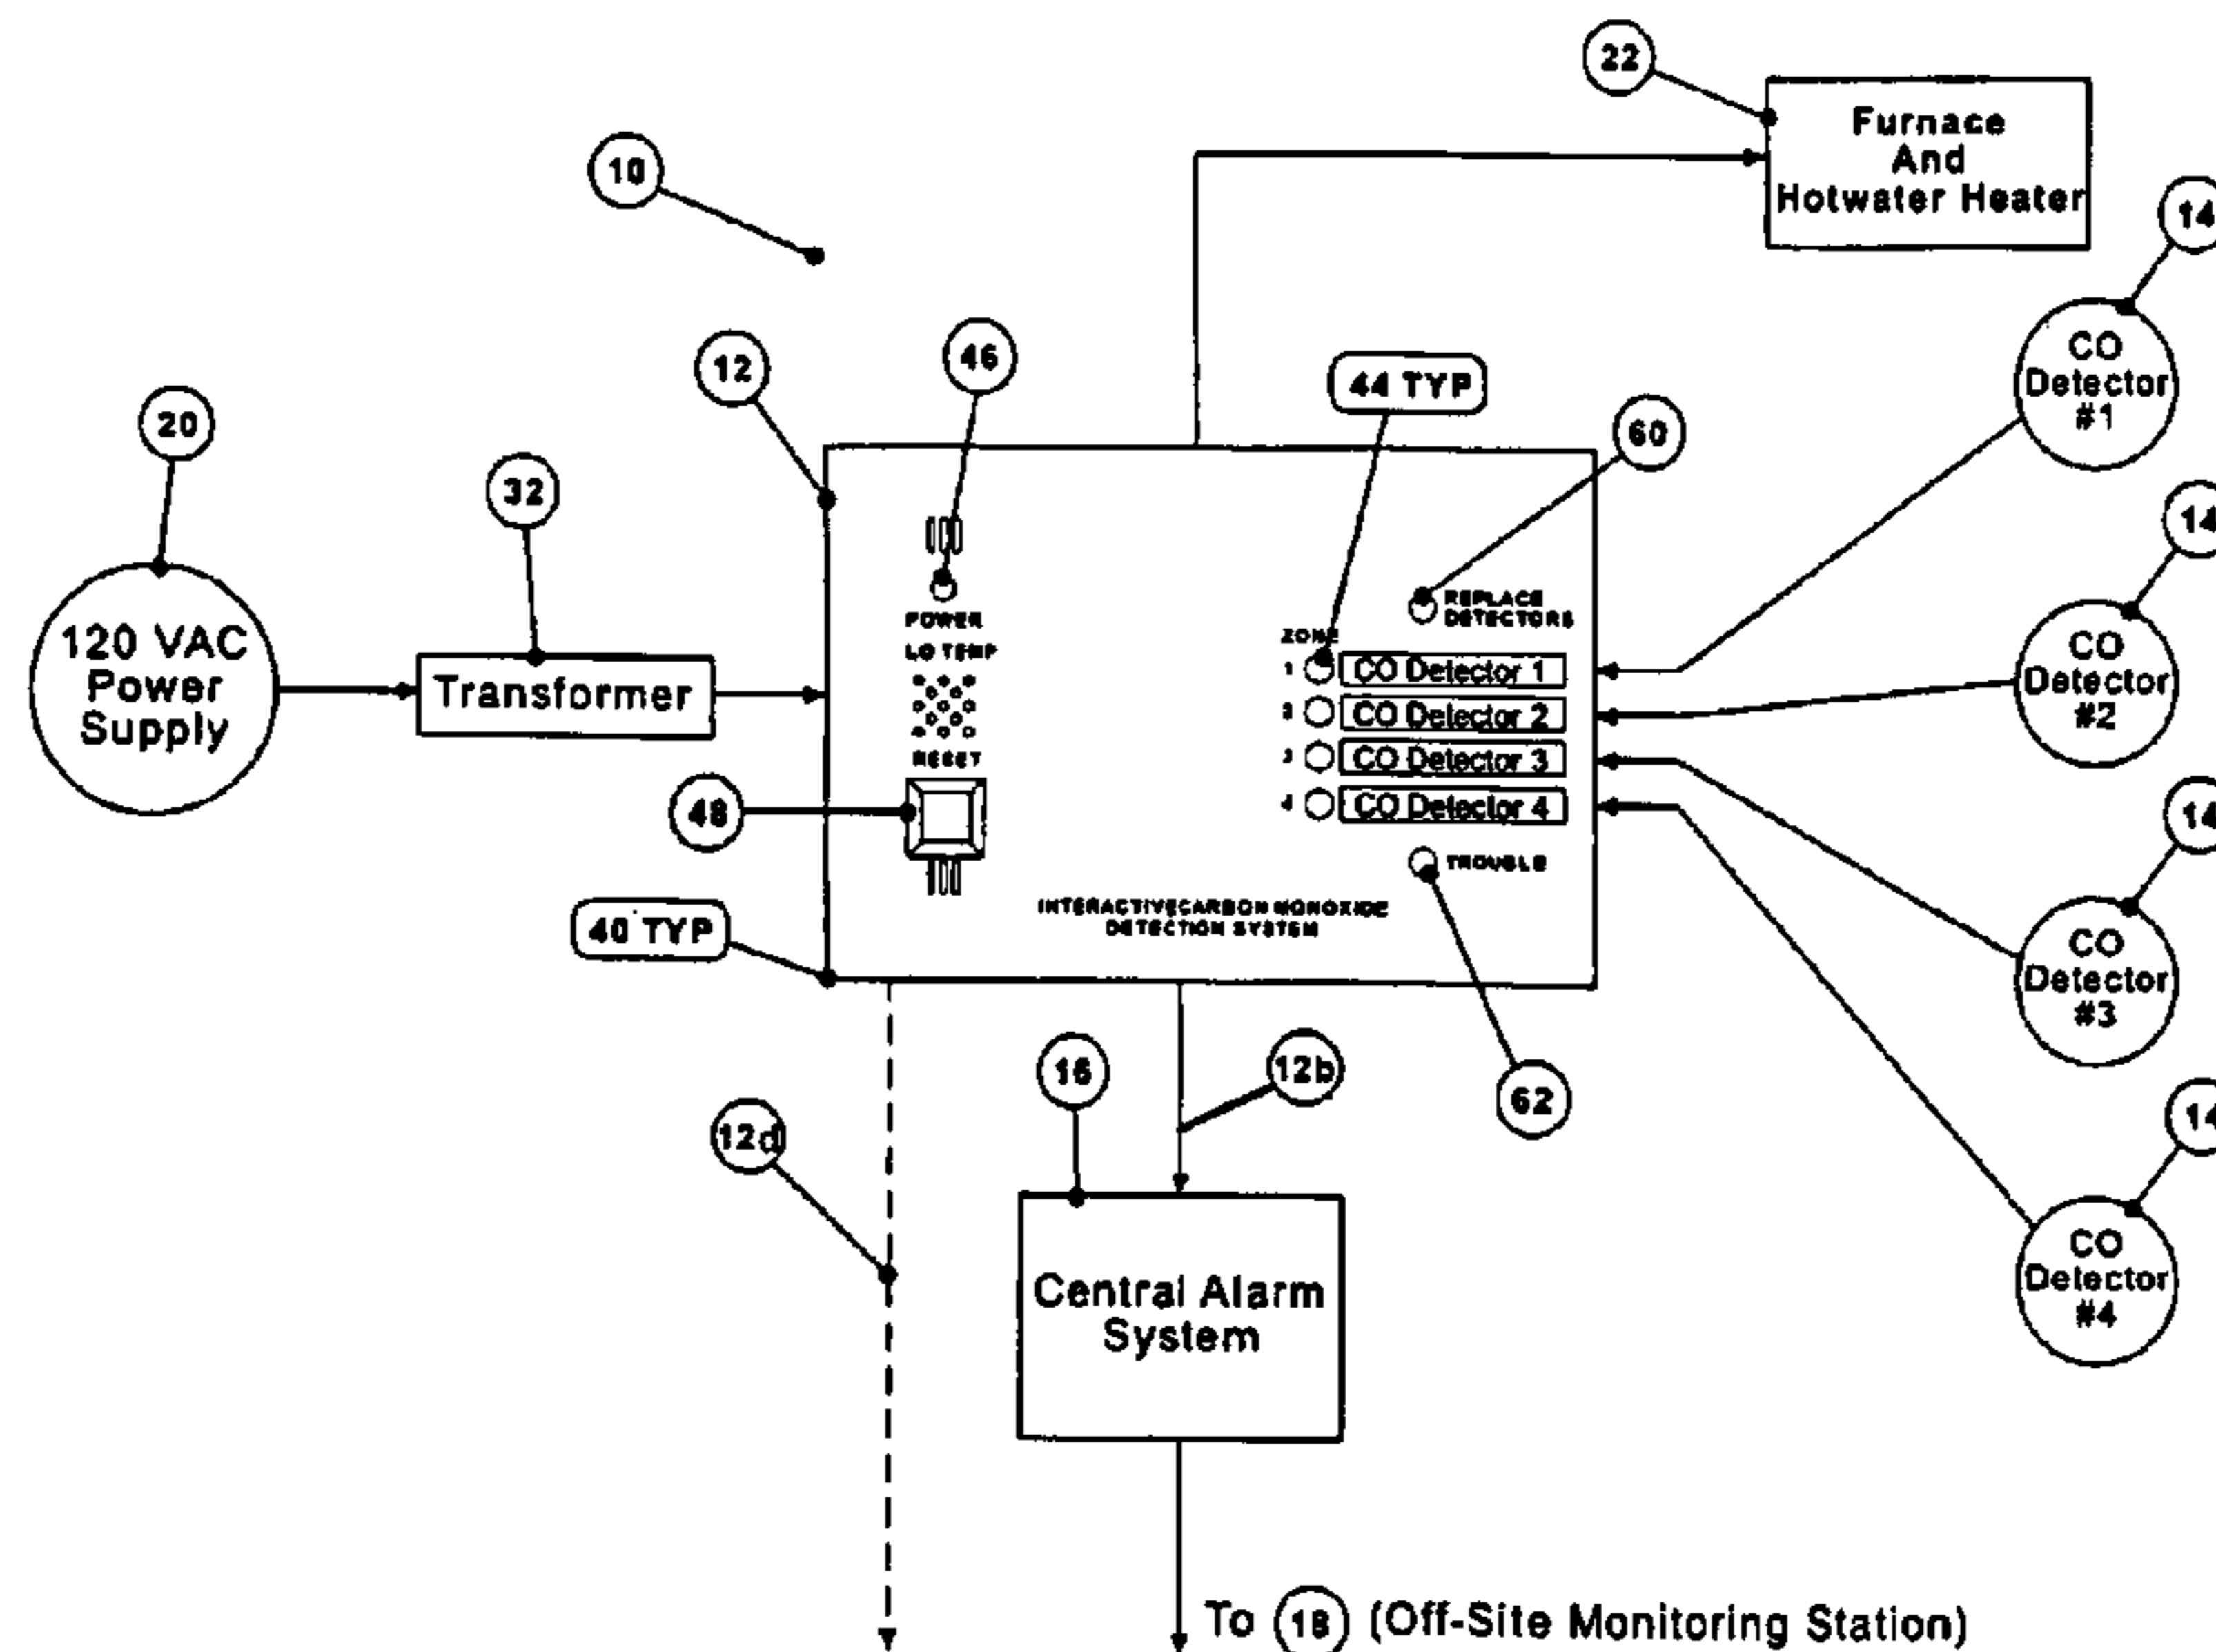 22
Furnace
And
Hotwater Heater
10
14
46
12
44 TYP
CO
Detector
#1
20
60
32
14
120 VAC
Power
Supply
Transformer
POWER
LO TEMP
RESET
REPLACE
DETECTORS
ZONE
1 CO Detector 1
2 CO Detector 2
3 CO Detector 3
4 CO Detector 4
CO
Detector
#2
48
14
TROUBLE
40 TYP
INTERACTIVECARBON MONOXIDE
DETECTION SYSTEM
CO
Detector
#3
16
12b
62
12d
14
Central Alarm
System
CO
Detector
#4
To 18 (Off-Site Monitoring Station)